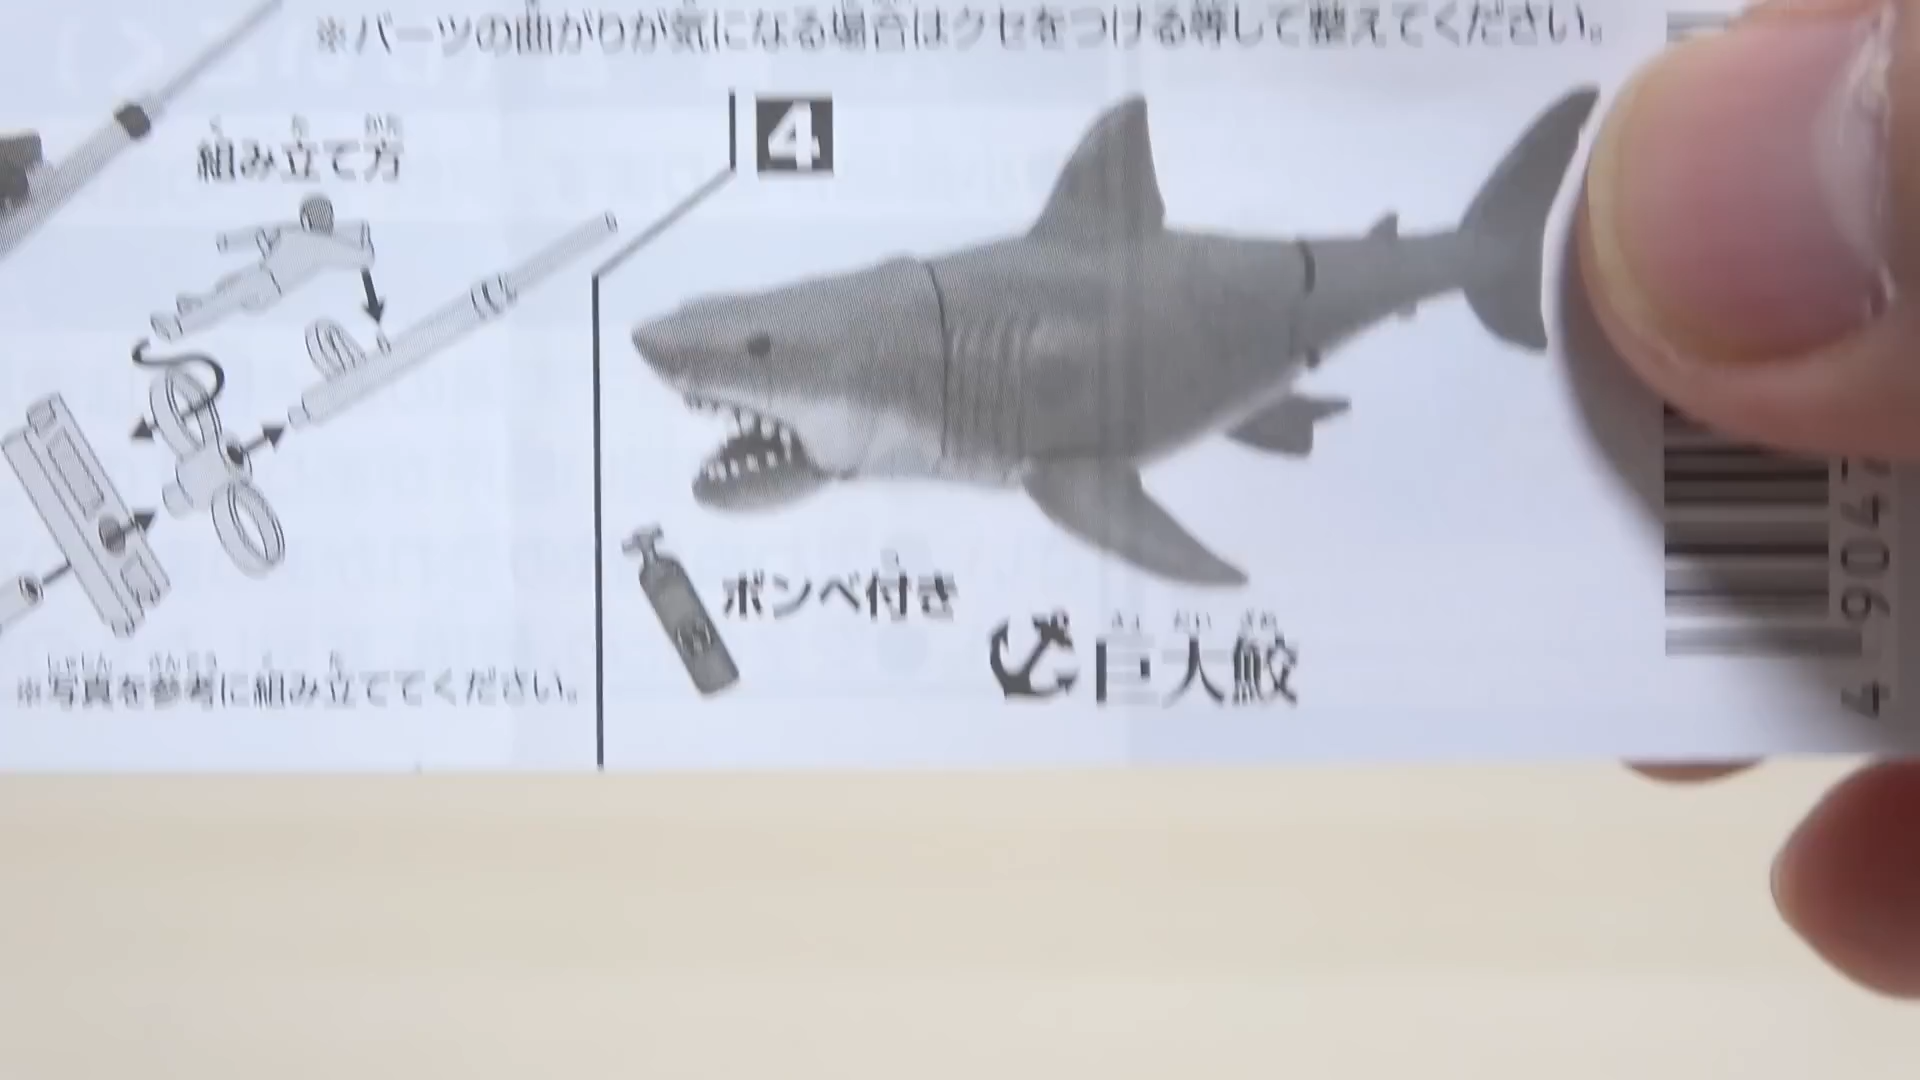 ※パーツの曲がりが気になる場合はクセをつける等して整えてください。
組み立て方
4
ボンベ付き
巨大鮫
※写真を参考に組み立ててください。
4 904